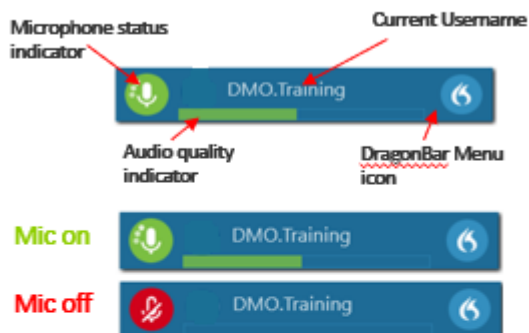 Microphone status
indicator
Current Username
DMO.Training
Audio quality
indicator
DragonBar Menu
icon
Mic on
DMO.Training
Mic off
DMO.Training